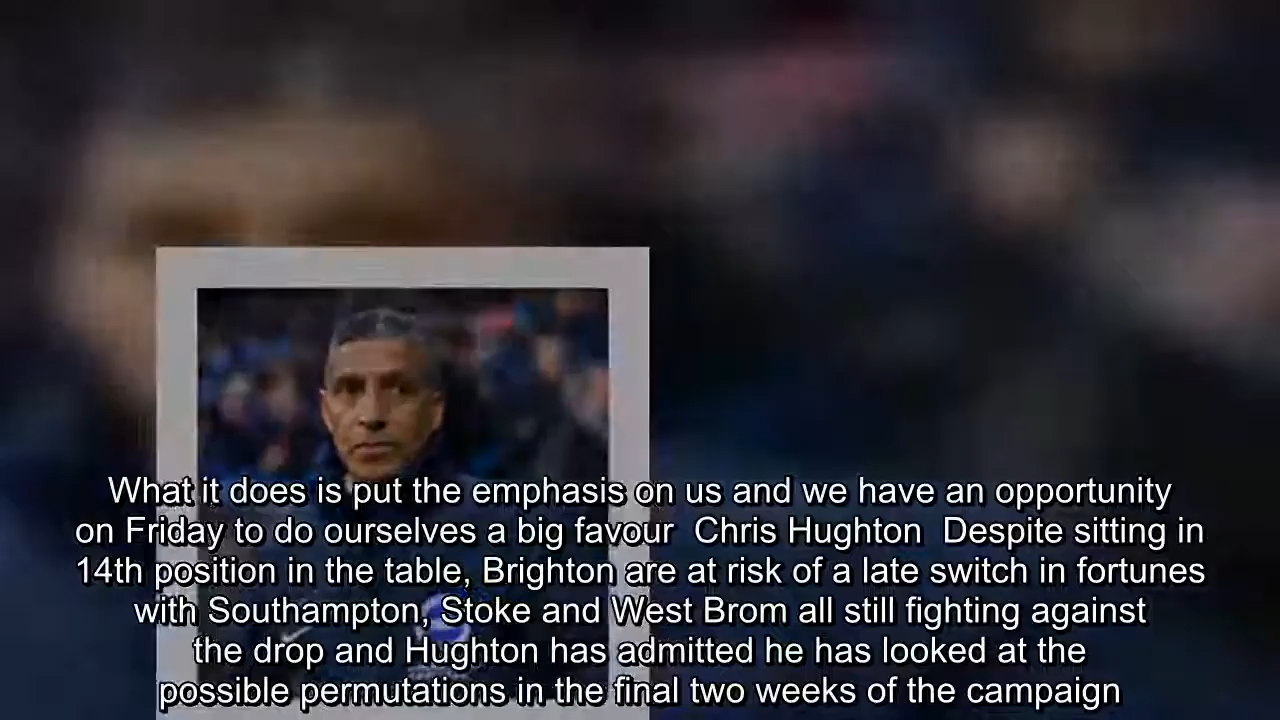 What it does is put the emphasis on us and we have an opportunity
on Friday to do ourselves a big favour  Chris Hughton  Despite sitting in
14th position in the table, Brighton are at risk of a late switch in fortunes
with Southampton, Stoke and West Brom all still fighting against
the drop and Hughton has admitted he has looked at the
possible permutations in the final two weeks of the campaign